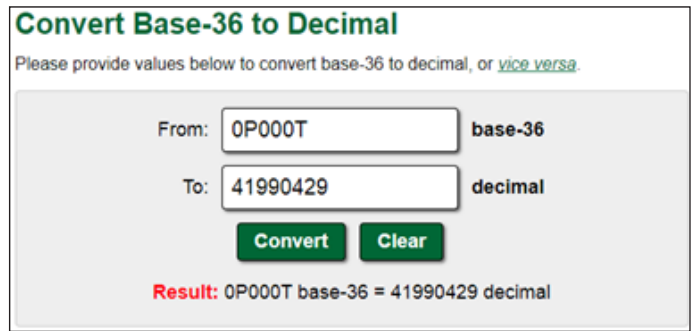 Convert Base-36 to Decimal
Please provide values below to convert base-36 to decimal, or vice versa.
From: 0P000T base-36
To: 41990429 decimal
Convert Clear
Result: 0P000T base-36 = 41990429 decimal